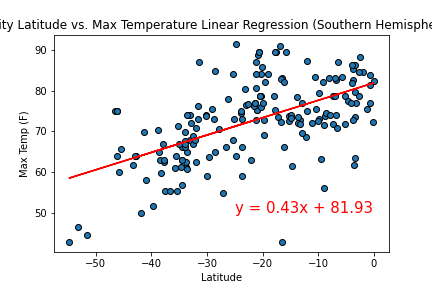 ity Latitude vs. Max Temperature Linear Regression (Southern Hemisphe
90
80
70
60
50
Max Temp (F)
y = 0.43x + 81.93
−50 −40 −30 −20 −10 0
Latitude